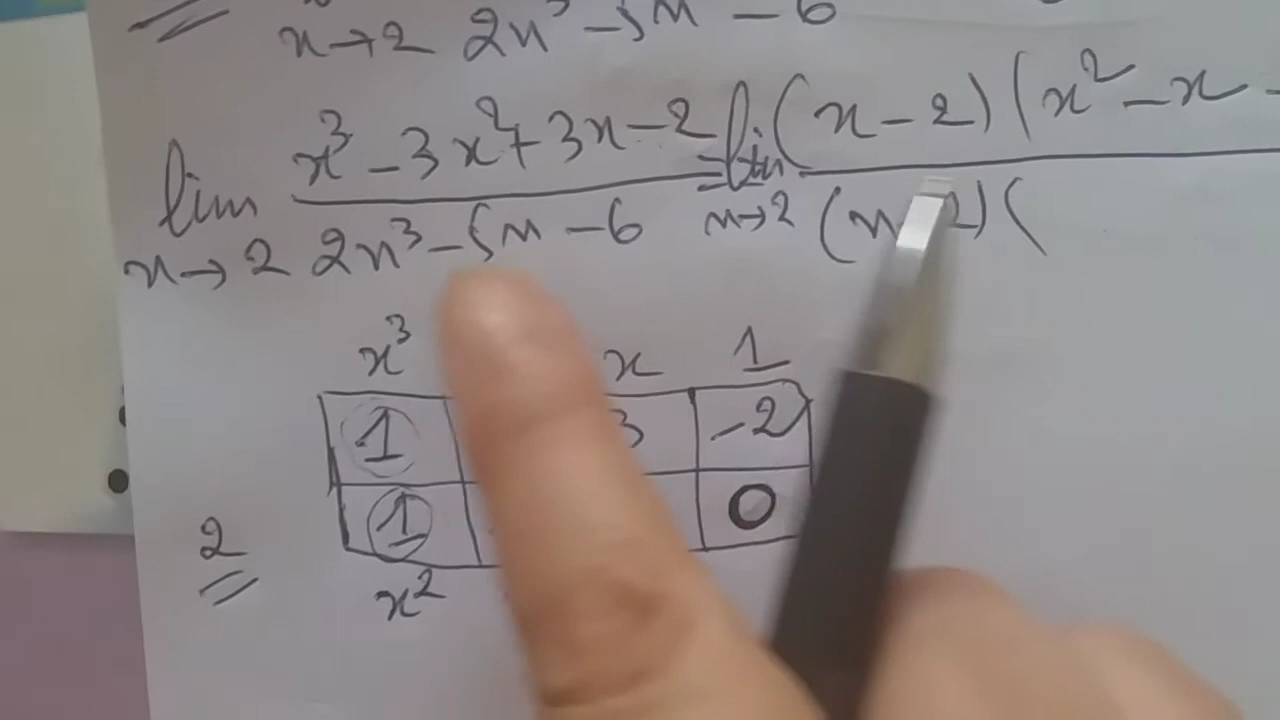 x→2 2x³ -5x - 6
lim x→2 (x³ - 3x² + 3x - 2)/(2x³ - 5x - 6) = lim x→2 (x - 2)(x² - x -/(x - 2)(
x³ x 1
1 3 -2
2 1 0
x²